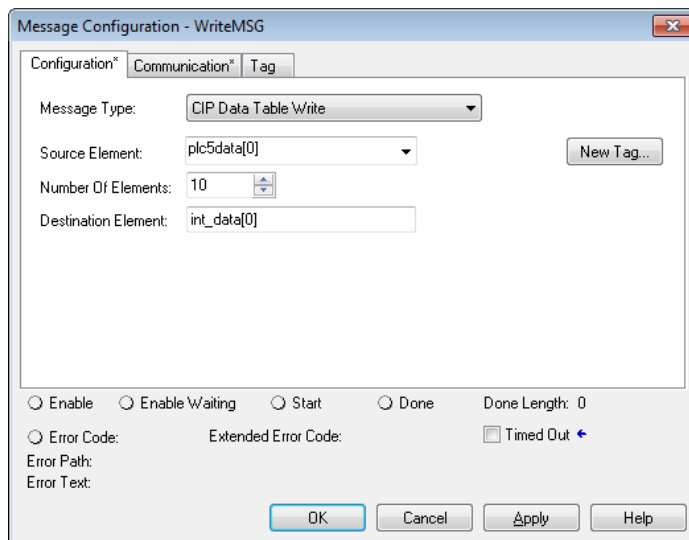 Message Configuration - WriteMSG
Configuration* Communication* Tag
Message Type: CIP Data Table Write
Source Element: plc5data[0] New Tag...
Number Of Elements: 10
Destination Element: int_data[0]
Enable Enable Waiting Start Done Done Length: 0
Error Code: Extended Error Code: Timed Out ←
Error Path:
Error Text:
OK Cancel Apply Help